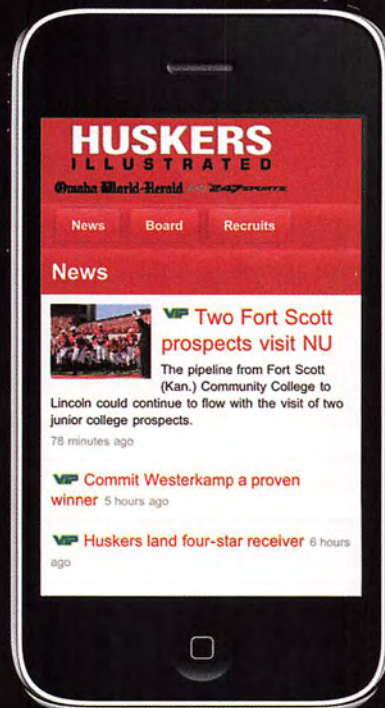 HUSKERS
ILLUSTRATED
Omaha World-Herald AND 247SPORTS
News Board Recruits
News
VIP Two Fort Scott
prospects visit NU
The pipeline from Fort Scott
(Kan.) Community College to
Lincoln could continue to flow with the visit of two
junior college prospects.
78 minutes ago
VIP Commit Westerkamp a proven
winner 5 hours ago
VIP Huskers land four-star receiver 6 hours
ago